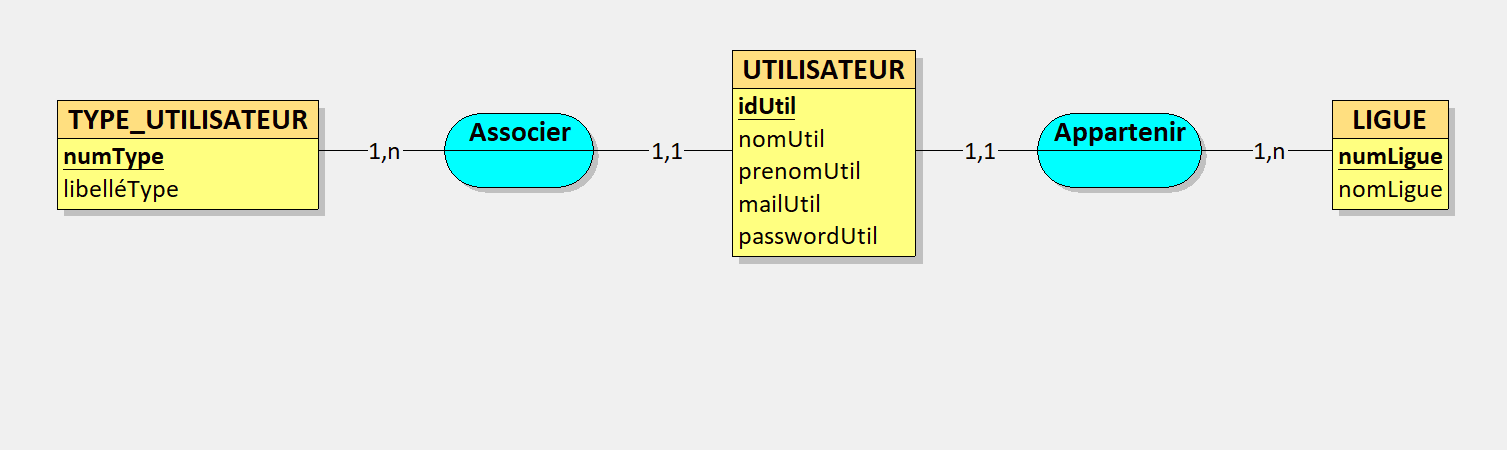 TYPE_UTILISATEUR
numType
libelléType
1,n
Associer
1,1
UTILISATEUR
idUtil
nomUtil
prenomUtil
mailUtil
passwordUtil
1,1
Appartenir
1,n
LIGUE
numLigue
nomLigue